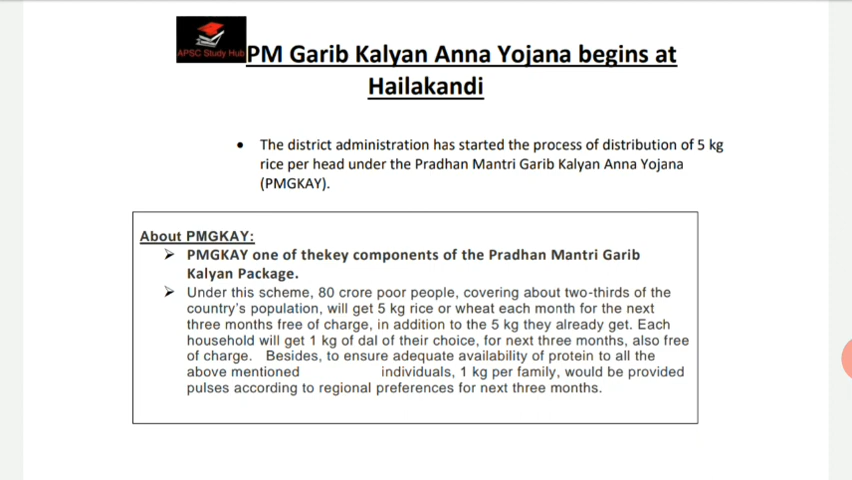 APSC Study Hub
PM Garib Kalyan Anna Yojana begins at
Hailakandi
• The district administration has started the process of distribution of 5 kg
rice per head under the Pradhan Mantri Garib Kalyan Anna Yojana
(PMGKAY).
About PMGKAY:
➢ PMGKAY one of thekey components of the Pradhan Mantri Garib
Kalyan Package.
➢ Under this scheme, 80 crore poor people, covering about two-thirds of the
country's population, will get 5 kg rice or wheat each month for the next
three months free of charge, in addition to the 5 kg they already get. Each
household will get 1 kg of dal of their choice, for next three months, also free
of charge. Besides, to ensure adequate availability of protein to all the
above mentioned individuals, 1 kg per family, would be provided
pulses according to regional preferences for next three months.